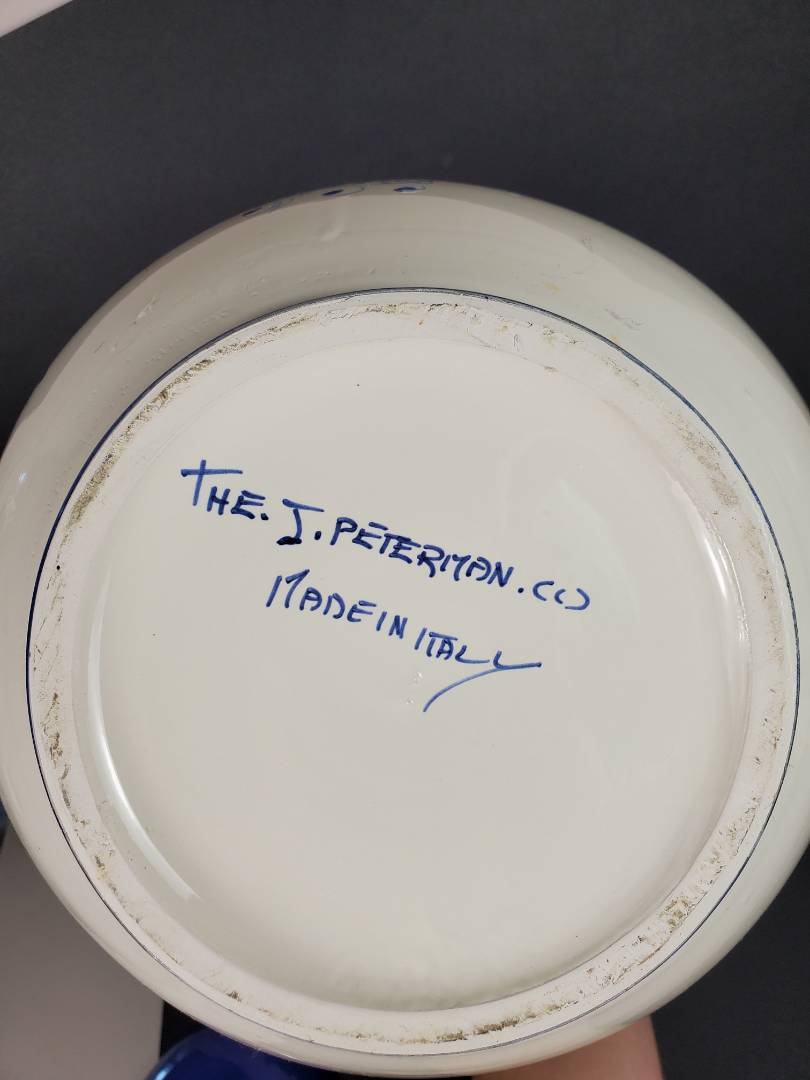 THE. J. PETERMAN. CO
MADE IN ITALY